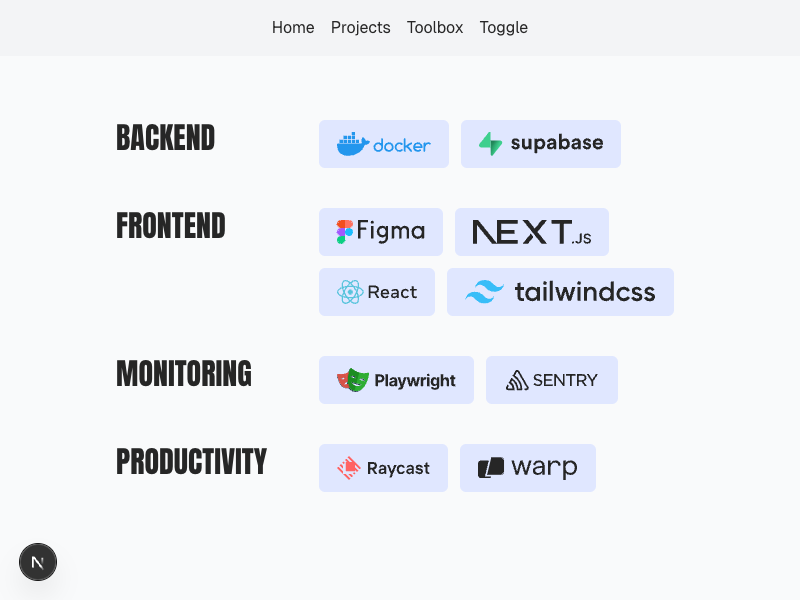 Home Projects Toolbox Toggle
BACKEND
docker
supabase
FRONTEND
Figma
NEXT.JS
React
tailwindcss
MONITORING
Playwright
SENTRY
PRODUCTIVITY
Raycast
warp
N